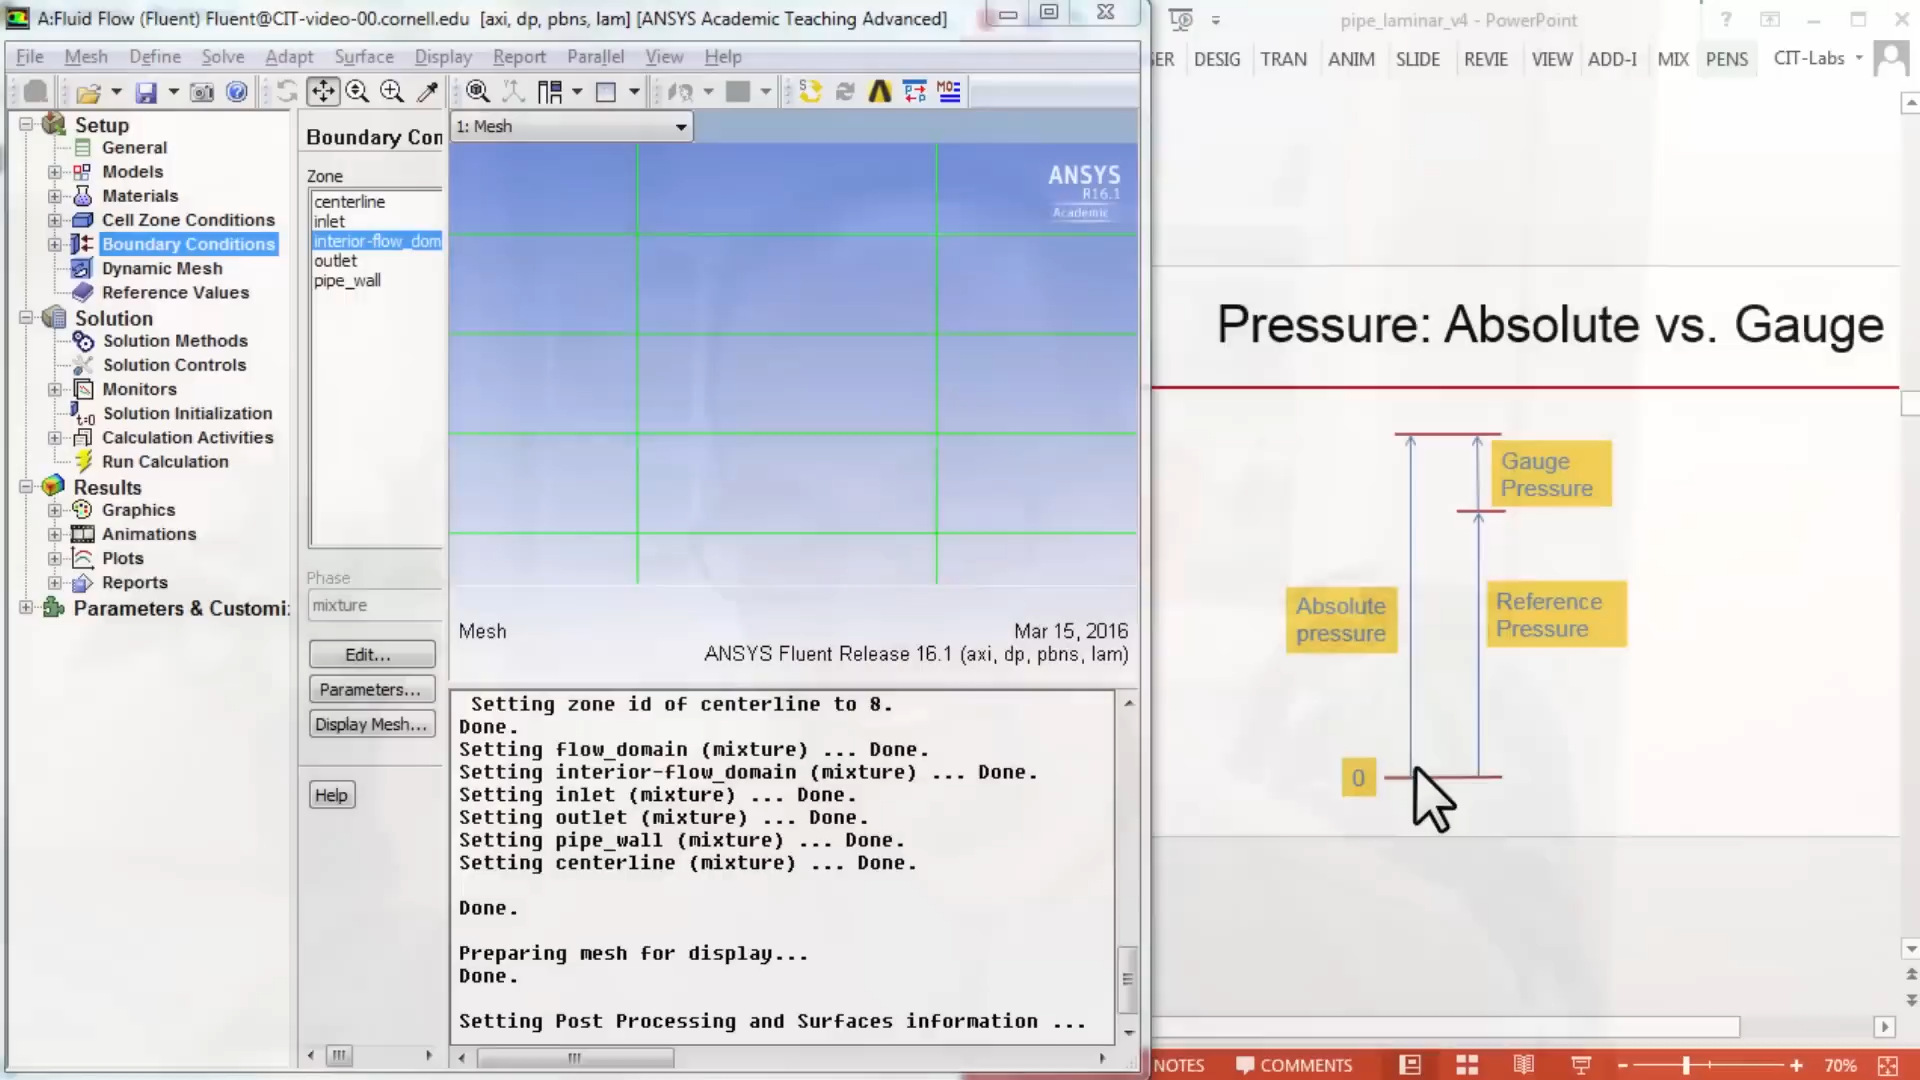 A:Fluid Flow (Fluent) Fluent@CIT-video-00.cornell.edu [axi, dp, pbns, lam] [ANSYS Academic Teaching Advanced]
File Mesh Define Solve Adapt Surface Display Report Parallel View Help
1: Mesh
Setup
General
Models
Materials
Cell Zone Conditions
Boundary Conditions
Dynamic Mesh
Reference Values
Solution
Solution Methods
Solution Controls
Monitors
Solution Initialization
Calculation Activities
Run Calculation
Results
Graphics
Animations
Plots
Reports
Parameters & Customi
Boundary Con
Zone
centerline
inlet
interior-flow_dom
outlet
pipe_wall
Phase
mixture
Edit...
Parameters...
Display Mesh...
Help
ANSYS
R16.1
Academic
Mesh
Mar 15, 2016
ANSYS Fluent Release 16.1 (axi, dp, pbns, lam)
Setting zone id of centerline to 8.
Done.
Setting flow_domain (mixture) ... Done.
Setting interior-flow_domain (mixture) ... Done.
Setting inlet (mixture) ... Done.
Setting outlet (mixture) ... Done.
Setting pipe_wall (mixture) ... Done.
Setting centerline (mixture) ... Done.
Done.
Preparing mesh for display...
Done.
Setting Post Processing and Surfaces information ...
pipe_laminar_v4 - PowerPoint
ER DESIG TRAN ANIM SLIDE REVIE VIEW ADD-I MIX PENS CIT-Labs
Pressure: Absolute vs. Gauge
Gauge
Pressure
Absolute
pressure
Reference
Pressure
0
NOTES COMMENTS 70%